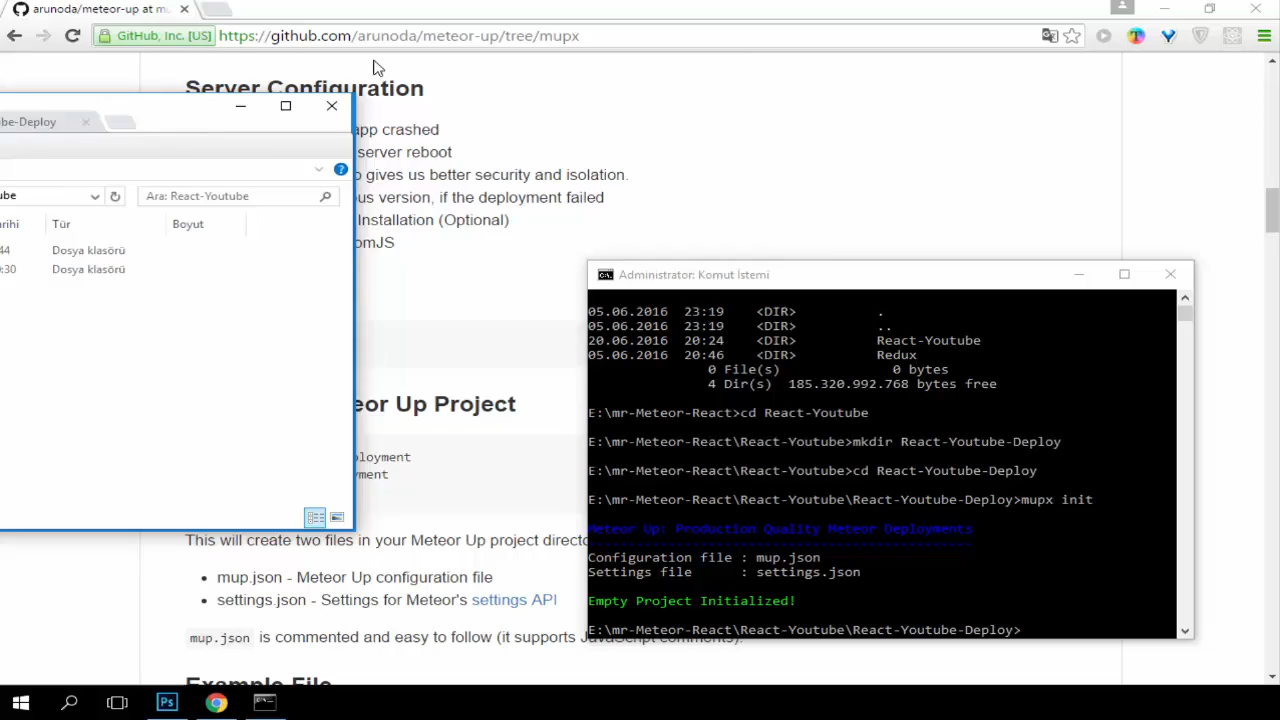 arunoda/meteor-up at mu
GitHub, Inc. [US]
https://github.com/arunoda/meteor-up/tree/mupx
Server Configuration
app crashed
server reboot
gives us better security and isolation.
us version, if the deployment failed
Installation (Optional)
omJS
eor Up Project
ployment
ment
This will create two files in your Meteor Up project directo
mup.json - Meteor Up configuration file
settings.json - Settings for Meteor's settings API
mup.json is commented and easy to follow (it supports JavaScript comments).
Example File
be-Deploy
ube
Ara: React-Youtube
arihi
Tür
Boyut
44
Dosya klasörü
:30
Dosya klasörü
Administrator: Komut İstemi
05.06.2016 23:19 <DIR> .
05.06.2016 23:19 <DIR> ..
20.06.2016 20:24 <DIR> React-Youtube
05.06.2016 20:46 <DIR> Redux
0 File(s) 0 bytes
4 Dir(s) 185.320.992.768 bytes free
E:\mr-Meteor-React>cd React-Youtube
E:\mr-Meteor-React\React-Youtube>mkdir React-Youtube-Deploy
E:\mr-Meteor-React\React-Youtube>cd React-Youtube-Deploy
E:\mr-Meteor-React\React-Youtube\React-Youtube-Deploy>mupx init
Meteor Up: Production Quality Meteor Deployments
------------------------------------------------
Configuration file : mup.json
Settings file : settings.json
Empty Project Initialized!
E:\mr-Meteor-React\React-Youtube\React-Youtube-Deploy>
Ps